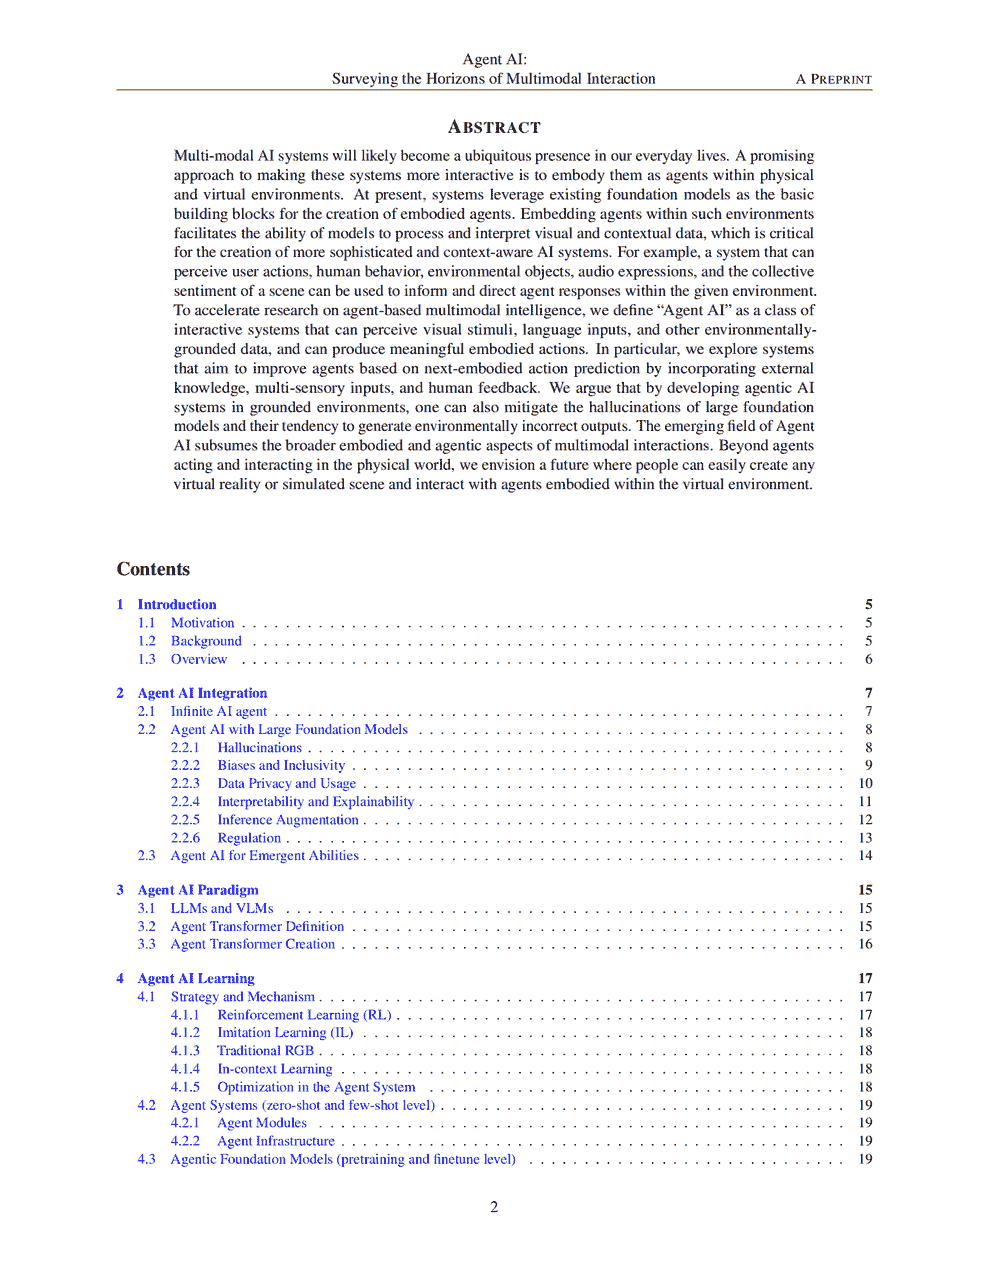 Agent AI:
Surveying the Horizons of Multimodal Interaction
A PREPRINT
ABSTRACT
Multi-modal AI systems will likely become a ubiquitous presence in our everyday lives. A promising
approach to making these systems more interactive is to embody them as agents within physical
and virtual environments. At present, systems leverage existing foundation models as the basic
building blocks for the creation of embodied agents. Embedding agents within such environments
facilitates the ability of models to process and interpret visual and contextual data, which is critical
for the creation of more sophisticated and context-aware AI systems. For example, a system that can
perceive user actions, human behavior, environmental objects, audio expressions, and the collective
sentiment of a scene can be used to inform and direct agent responses within the given environment.
To accelerate research on agent-based multimodal intelligence, we define “Agent AI” as a class of
interactive systems that can perceive visual stimuli, language inputs, and other environmentally-
grounded data, and can produce meaningful embodied actions. In particular, we explore systems
that aim to improve agents based on next-embodied action prediction by incorporating external
knowledge, multi-sensory inputs, and human feedback. We argue that by developing agentic AI
systems in grounded environments, one can also mitigate the hallucinations of large foundation
models and their tendency to generate environmentally incorrect outputs. The emerging field of Agent
AI subsumes the broader embodied and agentic aspects of multimodal interactions. Beyond agents
acting and interacting in the physical world, we envision a future where people can easily create any
virtual reality or simulated scene and interact with agents embodied within the virtual environment.
Contents
1 Introduction 5
1.1 Motivation . . . . . . . . . . 5
1.2 Background . . . . . . . . . . 5
1.3 Overview . . . . . . . . . . 6
2 Agent AI Integration 7
2.1 Infinite AI agent . . . . . . . . . . 7
2.2 Agent AI with Large Foundation Models . . . . . . . . . . 8
2.2.1 Hallucinations . . . . . . . . . . 8
2.2.2 Biases and Inclusivity . . . . . . . . . . 9
2.2.3 Data Privacy and Usage . . . . . . . . . . 10
2.2.4 Interpretability and Explainability . . . . . . . . . . 11
2.2.5 Inference Augmentation . . . . . . . . . . 12
2.2.6 Regulation . . . . . . . . . . 13
2.3 Agent AI for Emergent Abilities . . . . . . . . . . 14
3 Agent AI Paradigm 15
3.1 LLMs and VLMs . . . . . . . . . . 15
3.2 Agent Transformer Definition . . . . . . . . . . 15
3.3 Agent Transformer Creation . . . . . . . . . . 16
4 Agent AI Learning 17
4.1 Strategy and Mechanism . . . . . . . . . . 17
4.1.1 Reinforcement Learning (RL) . . . . . . . . . . 17
4.1.2 Imitation Learning (IL) . . . . . . . . . . 18
4.1.3 Traditional RGB . . . . . . . . . . 18
4.1.4 In-context Learning . . . . . . . . . . 18
4.1.5 Optimization in the Agent System . . . . . . . . . . 18
4.2 Agent Systems (zero-shot and few-shot level) . . . . . . . . . . 19
4.2.1 Agent Modules . . . . . . . . . . 19
4.2.2 Agent Infrastructure . . . . . . . . . . 19
4.3 Agentic Foundation Models (pretraining and finetune level) . . . . . . . . . . 19
2